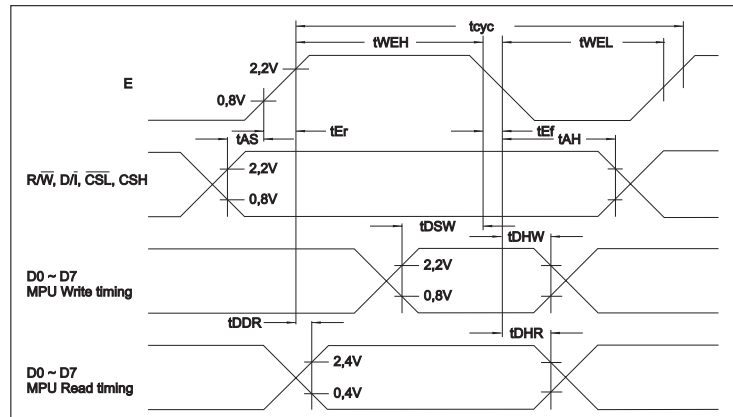 tcyc
tWEH
tWEL
E
2,2V
0,8V
tAS
tEr
tEf
tAH
R/W̅, D/I̅, C̅S̅L̅, CSH
2,2V
0,8V
tDSW
tDHW
D0 ~ D7
MPU Write timing
2,2V
0,8V
tDDR
tDHR
D0 ~ D7
MPU Read timing
2,4V
0,4V